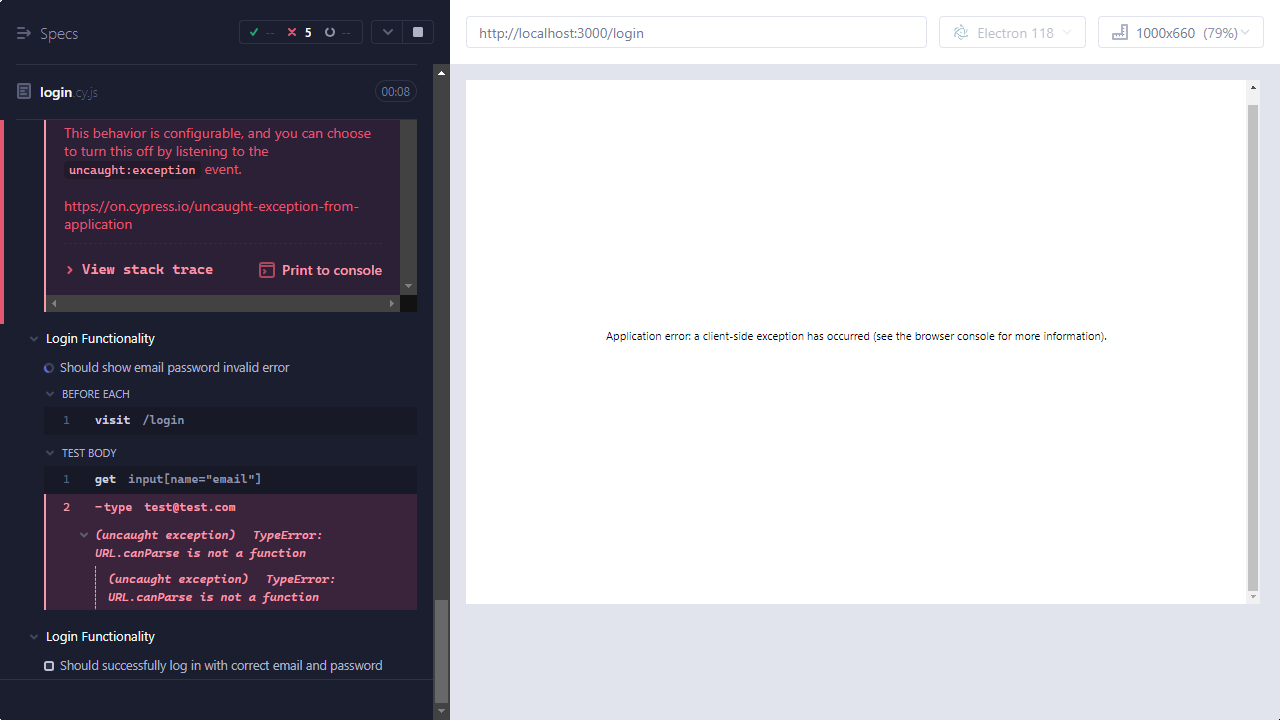 Specs
-- 5 --
http://localhost:3000/login
Electron 118
1000x660 (79%)
login.cy.js
00:08
This behavior is configurable, and you can choose
to turn this off by listening to the
uncaught:exception event.
https://on.cypress.io/uncaught-exception-from-
application
View stack trace
Print to console
Login Functionality
Should show email password invalid error
BEFORE EACH
1 visit /login
TEST BODY
1 get input[name="email"]
2 -type test@test.com
(uncaught exception) TypeError:
URL.canParse is not a function
(uncaught exception) TypeError:
URL.canParse is not a function
Login Functionality
Should successfully log in with correct email and password
Application error: a client-side exception has occurred (see the browser console for more information).